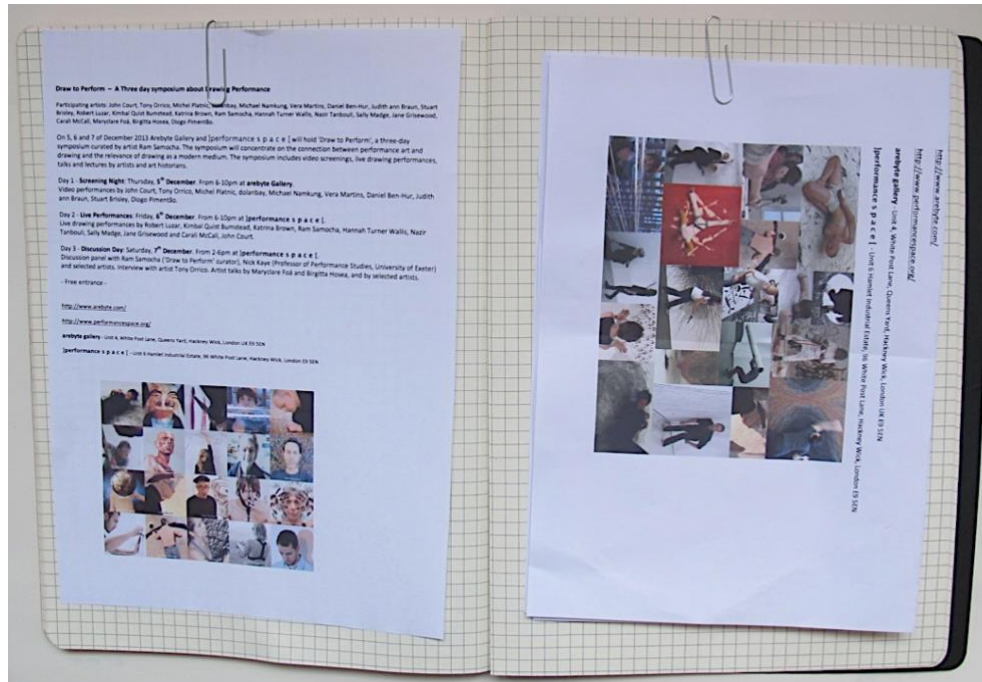 Draw to Perform – A Three day symposium about Drawing Performance
Participating artists: John Court, Tony Orrico, Michel Platnic, dolanbay, Michael Namkung, Vera Martins, Daniel Ben-Hur, Judith ann Braun, Stuart
Brisley, Robert Luzar, Kimbal Quist Bumstead, Katrina Brown, Ram Samocha, Hannah Turner Wallis, Nazir Tanbouli, Sally Madge, Jane Grisewood,
Carali McCall, Maryclare Foá, Birgitta Hosea, Diogo Pimentão.
On 5, 6 and 7 of December 2013 Arebyte Gallery and ]performance s p a c e [ will hold 'Draw to Perform', a three-day
symposium curated by artist Ram Samocha. The symposium will concentrate on the connection between performance art and
drawing and the relevance of drawing as a modern medium. The symposium includes video screenings, live drawing performances,
talks and lectures by artists and art historians.
Day 1 - Screening Night: Thursday, 5th December. From 6-10pm at arebyte Gallery.
Video performances by John Court, Tony Orrico, Michel Platnic, dolanbay, Michael Namkung, Vera Martins, Daniel Ben-Hur, Judith
ann Braun, Stuart Brisley, Diogo Pimentão.
Day 2 - Live Performances: Friday, 6th December. From 6-10pm at ]performance s p a c e [.
Live drawing performances by Robert Luzar, Kimbal Quist Bumstead, Katrina Brown, Ram Samocha, Hannah Turner Wallis, Nazir
Tanbouli, Sally Madge, Jane Grisewood and Carali McCall, John Court.
Day 3 - Discussion Day: Saturday, 7th December. From 2-6pm at ]performance s p a c e [.
Discussion panel with Ram Samocha ('Draw to Perform' curator), Nick Kaye (Professor of Performance Studies, University of Exeter)
and selected artists. Interview with artist Tony Orrico. Artist talks by Maryclare Foá and Birgitta Hosea, and by selected artists.
- Free entrance -
http://www.arebyte.com/
http://www.performancespace.org/
arebyte gallery - Unit 4, White Post Lane, Queens Yard, Hackney Wick, London UK E9 5EN
]performance s p a c e [ - Unit 6 Hamlet Industrial Estate, 96 White Post Lane, Hackney Wick, London E9 5EN
http://www.arebyte.com/
http://www.performancespace.org/
arebyte gallery - Unit 4, White Post Lane, Queens Yard, Hackney Wick, London UK E9 5EN
]performance s p a c e [ - Unit 6 Hamlet Industrial Estate, 96 White Post Lane, Hackney Wick, London E9 5EN